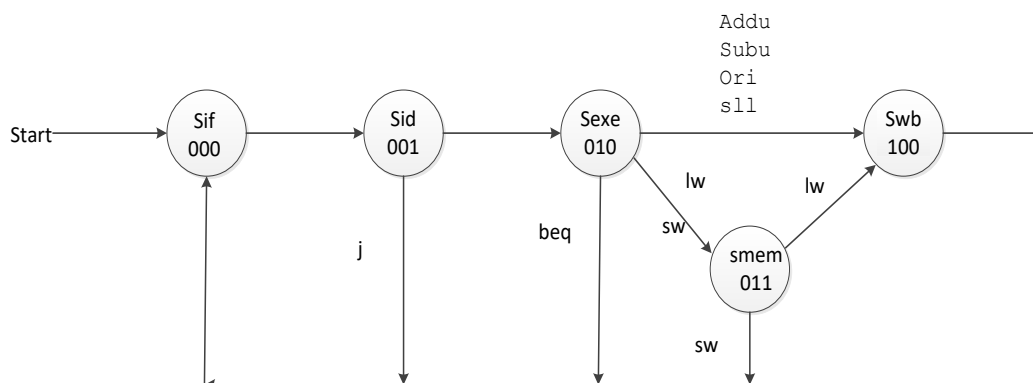 Addu
Subu
Ori
sll
Start
Sif
000
Sid
001
Sexe
010
Swb
100
lw
lw
sw
j
beq
smem
011
sw